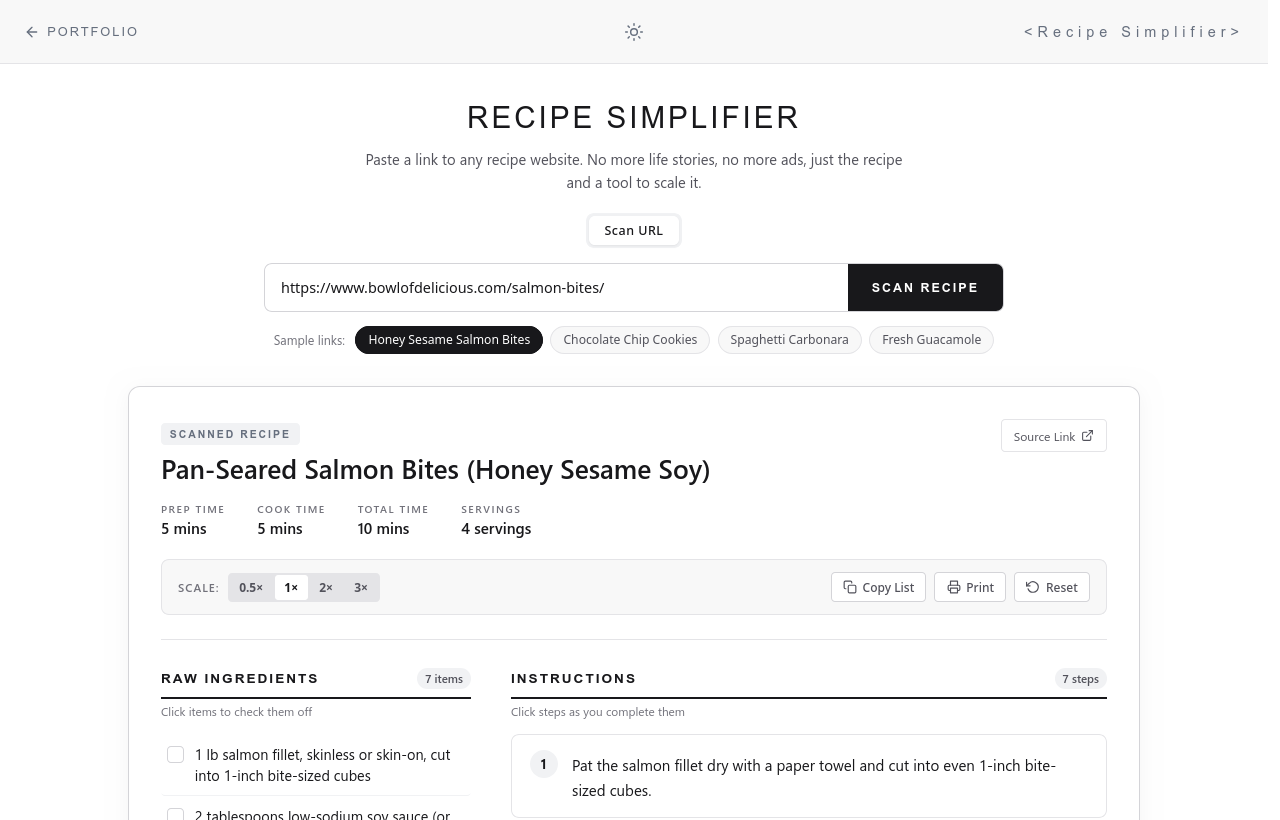 PORTFOLIO
<Recipe Simplifier>
RECIPE SIMPLIFIER
Paste a link to any recipe website. No more life stories, no more ads, just the recipe
and a tool to scale it.
Scan URL
https://www.bowlofdelicious.com/salmon-bites/
SCAN RECIPE
Sample links:
Honey Sesame Salmon Bites
Chocolate Chip Cookies
Spaghetti Carbonara
Fresh Guacamole
SCANNED RECIPE
Source Link
Pan-Seared Salmon Bites (Honey Sesame Soy)
PREP TIME
5 mins
COOK TIME
5 mins
TOTAL TIME
10 mins
SERVINGS
4 servings
SCALE:
0.5×
1×
2×
3×
Copy List
Print
Reset
RAW INGREDIENTS
7 items
Click items to check them off
1 lb salmon fillet, skinless or skin-on, cut
into 1-inch bite-sized cubes
2 tablespoons low-sodium soy sauce (or
INSTRUCTIONS
7 steps
Click steps as you complete them
1
Pat the salmon fillet dry with a paper towel and cut into even 1-inch bite-
sized cubes.